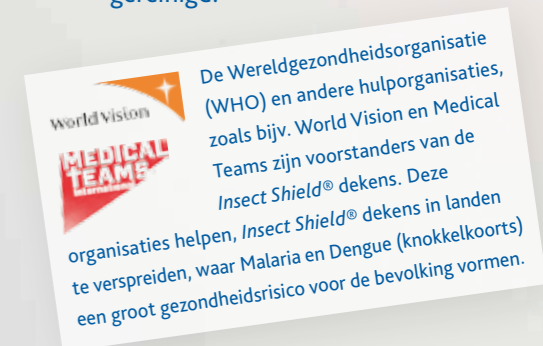 De Wereldgezondheidsorganisatie
(WHO) en andere hulporganisaties,
zoals bijv. World Vision en Medical
Teams zijn voorstanders van de
Insect Shield® dekens. Deze
organisaties helpen, Insect Shield® dekens in landen
te verspreiden, waar Malaria en Dengue (knokkelkoorts)
een groot gezondheidsrisico voor de bevolking vormen.
World Vision
MEDICAL
TEAMS
International